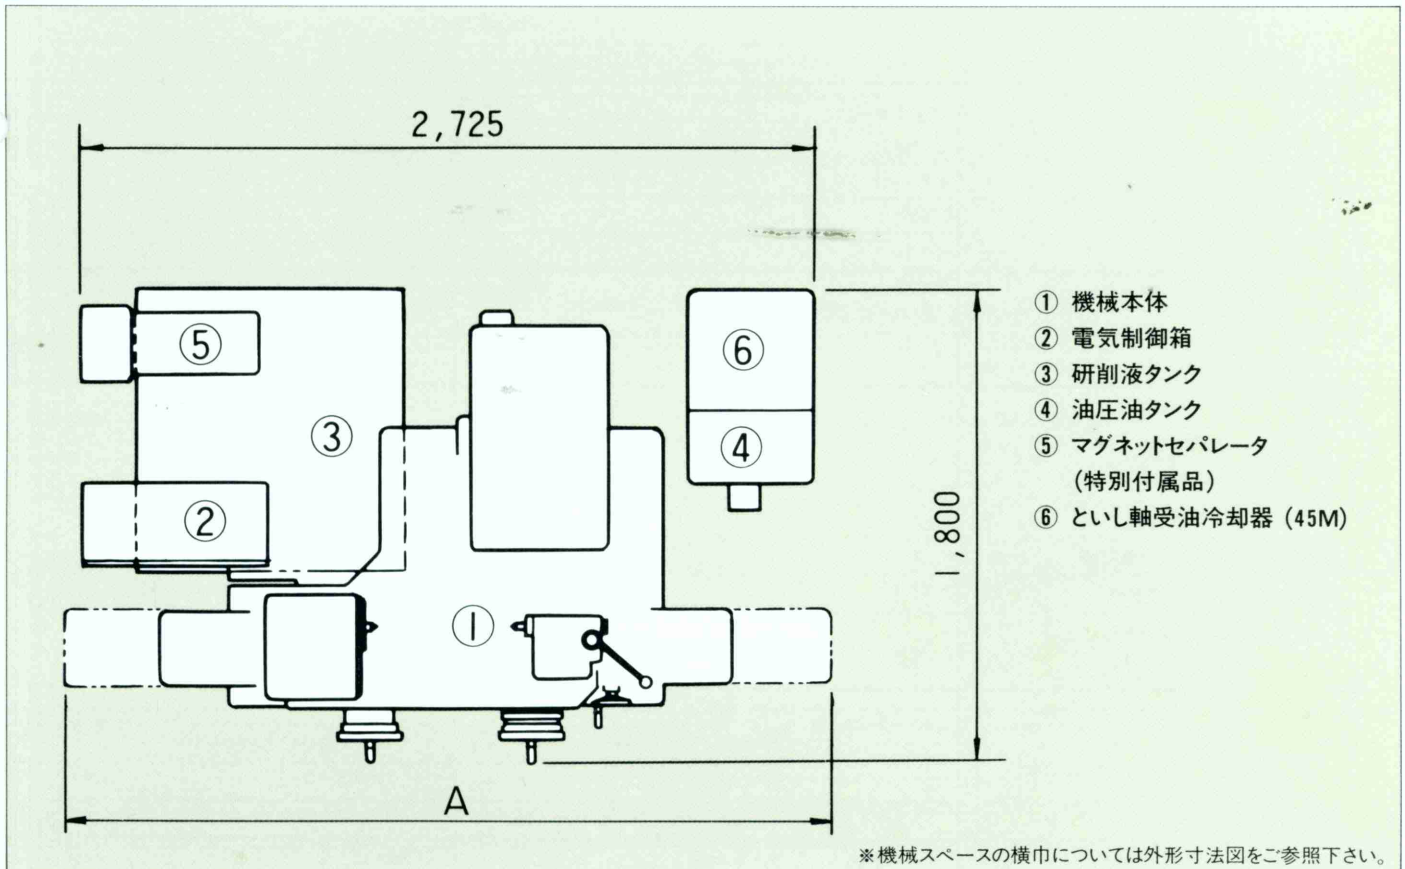 2,725
⑤
⑥
③
④
②
①
1,800
A
① 機械本体
② 電気制御箱
③ 研削液タンク
④ 油圧油タンク
⑤ マグネットセパレータ
(特別付属品)
⑥ といし軸受油冷却器 (45M)
※機械スペースの横巾については外形寸法図をご参照下さい。